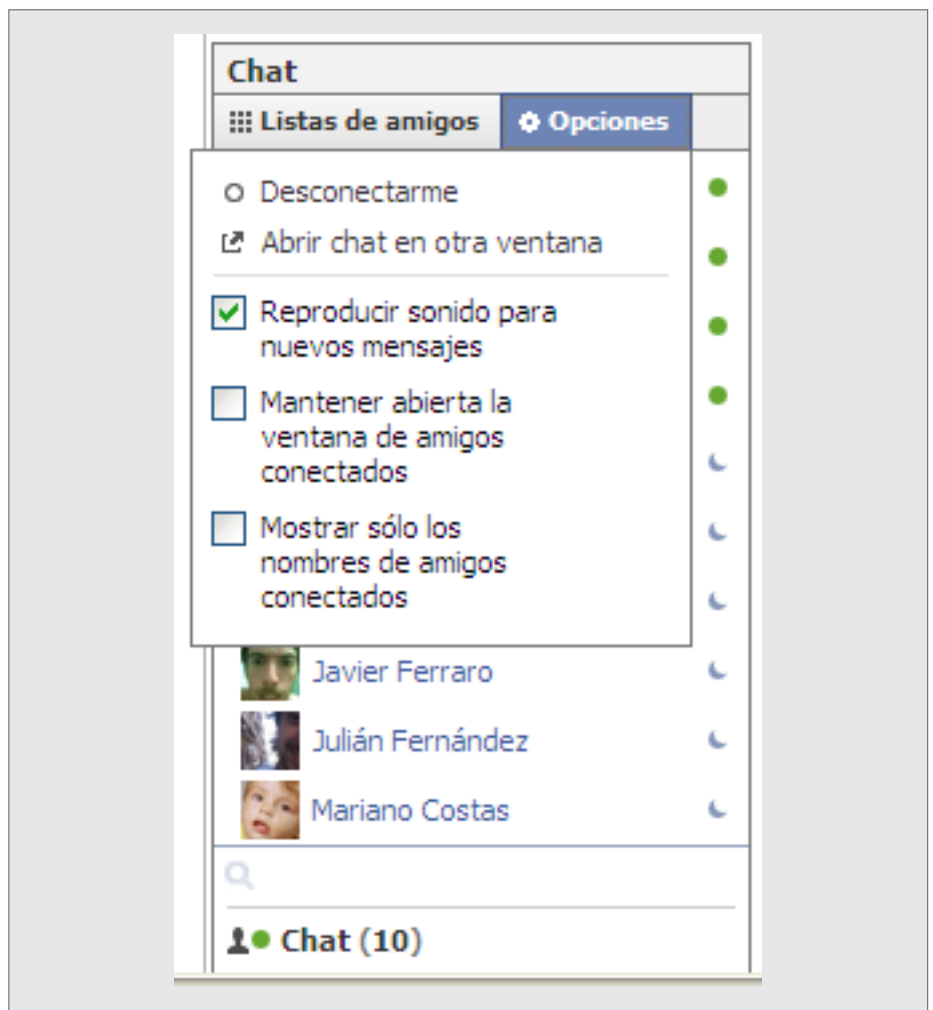 Chat
Listas de amigos Opciones
Desconectarme
Abrir chat en otra ventana
Reproducir sonido para
nuevos mensajes
Mantener abierta la
ventana de amigos
conectados
Mostrar sólo los
nombres de amigos
conectados
Javier Ferraro
Julián Fernández
Mariano Costas
Chat (10)